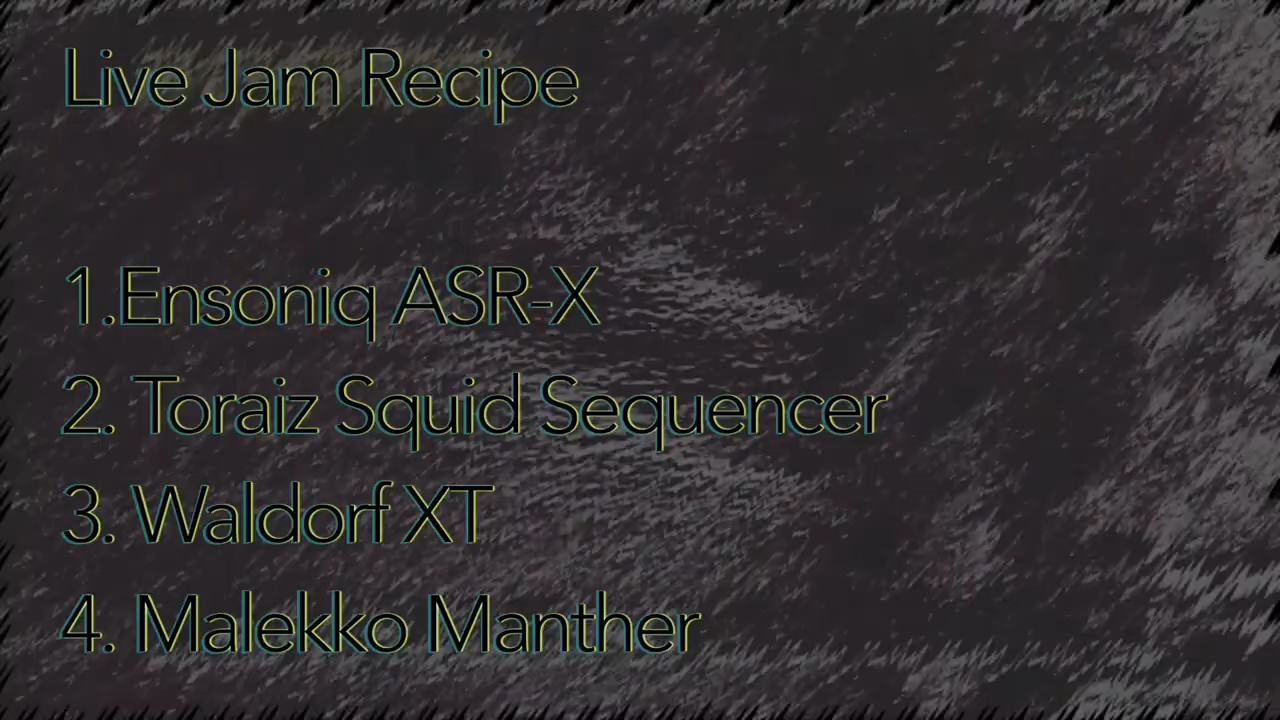 Live Jam Recipe
1.Ensoniq ASR-X
2. Toraiz Squid Sequencer
3. Waldorf XT
4. Malekko Manther